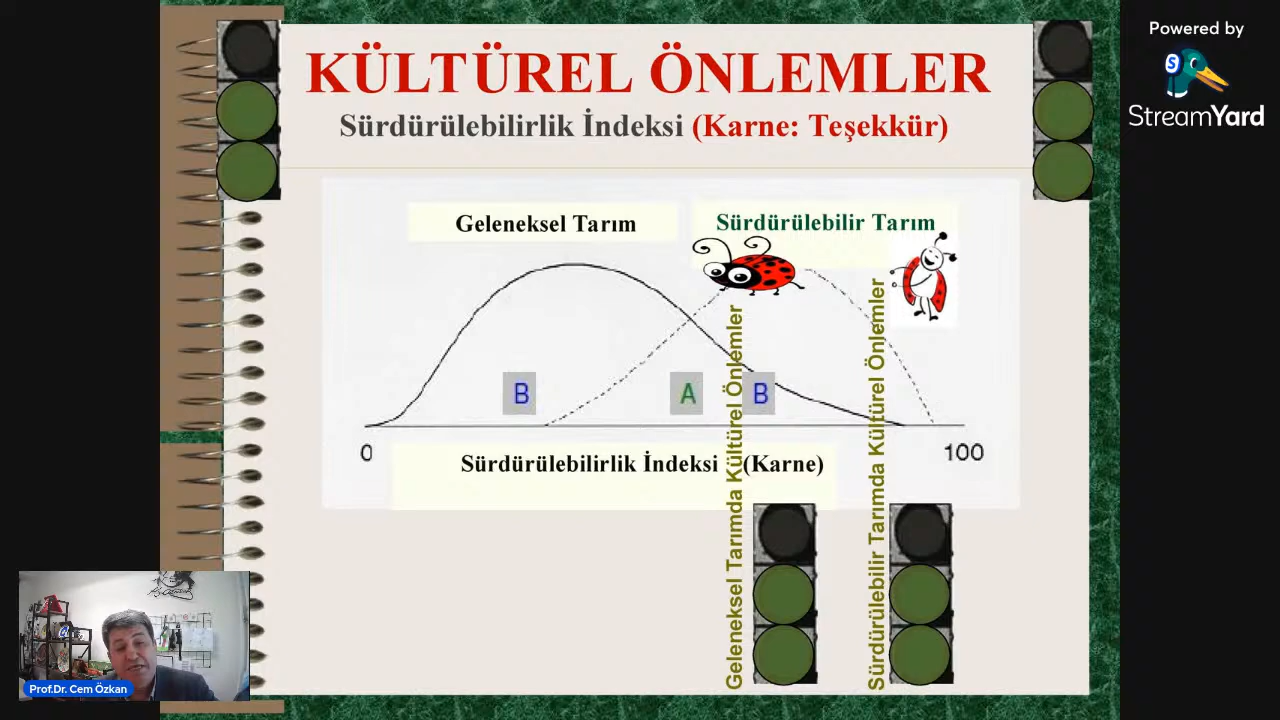 Powered by
StreamYard
KÜLTÜREL ÖNLEMLER
Sürdürülebilirlik İndeksi (Karne: Teşekkür)
Geleneksel Tarım
Sürdürülebilir Tarım
B
A
B
0
100
Sürdürülebilirlik İndeksi (Karne)
Geleneksel Tarımda Kültürel Önlemler
Sürdürülebilir Tarımda Kültürel Önlemler
Prof.Dr. Cem Özkan